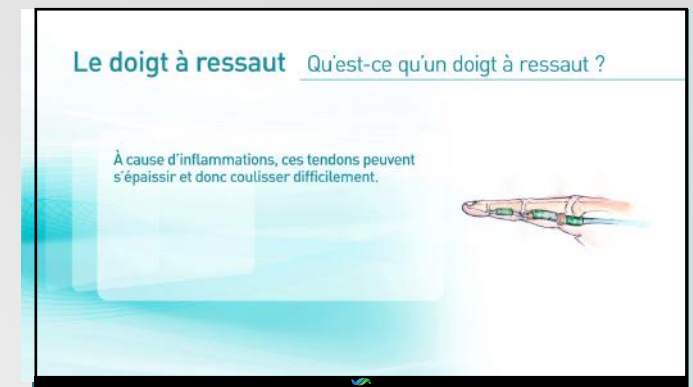 Le doigt à ressaut Qu'est-ce qu'un doigt à ressaut ?
À cause d'inflammations, ces tendons peuvent
s'épaissir et donc coulisser difficilement.